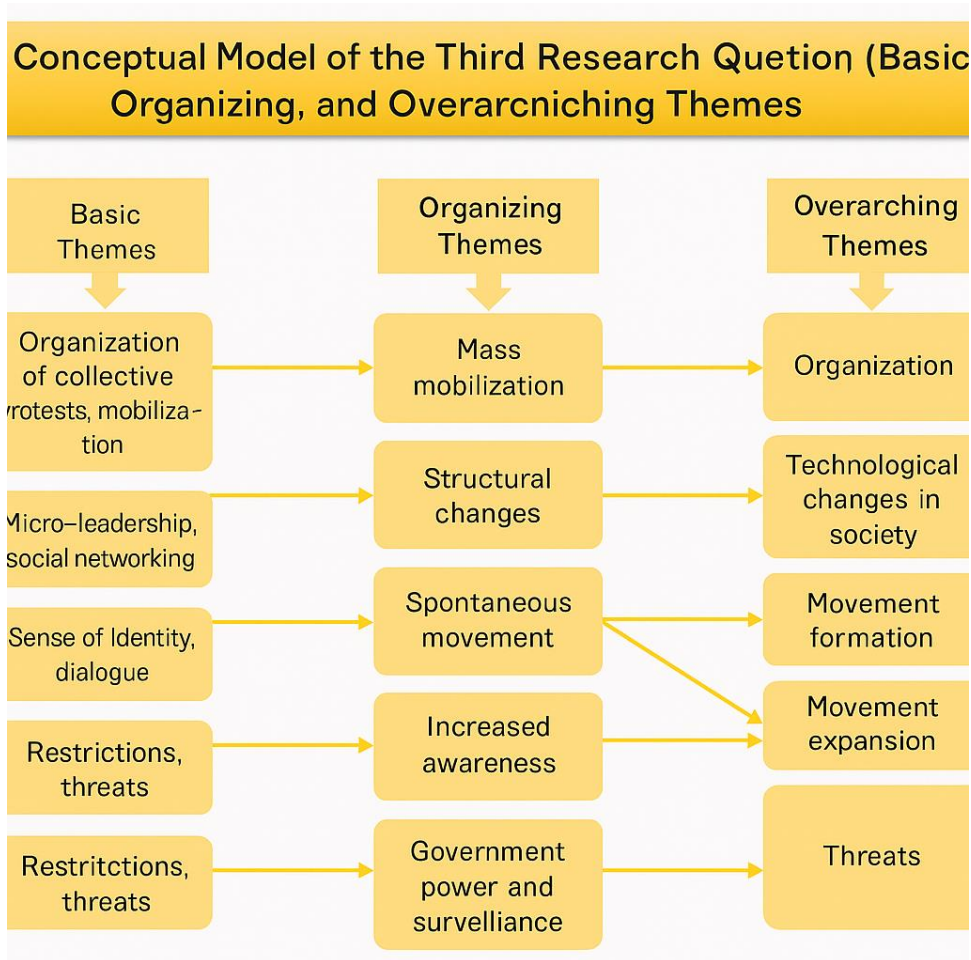 Conceptual Model of the Third Research Quetion (Basic
Organizing, and Overarcniching Themes
Basic
Themes
Organizing
Themes
Overarching
Themes
Organization
of collective
rotests, mobiliza-
tion
Mass
mobilization
Organization
Micro-leadership,
social networking
Structural
changes
Technological
changes in
society
Sense of Identity,
dialogue
Spontaneous
movement
Movement
formation
Restrictions,
threats
Increased
awareness
Movement
expansion
Restritctions,
threats
Government
power and
survelliance
Threats